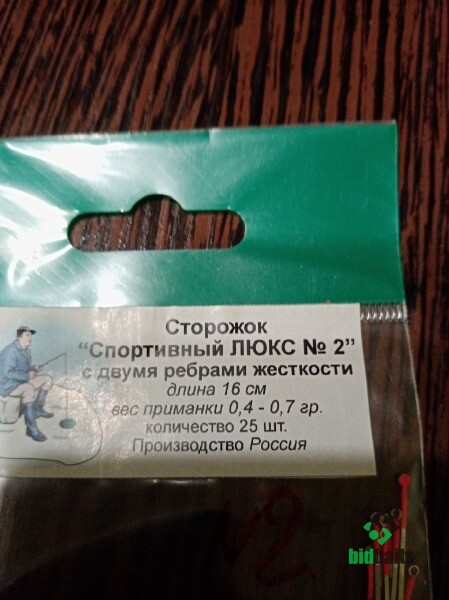 Сторожок
"Спортивный ЛЮКС № 2"
с двумя ребрами жесткости
длина 16 см
вес приманки 0,4 - 0,7 гр.
количество 25 шт.
Производство Россия
№2